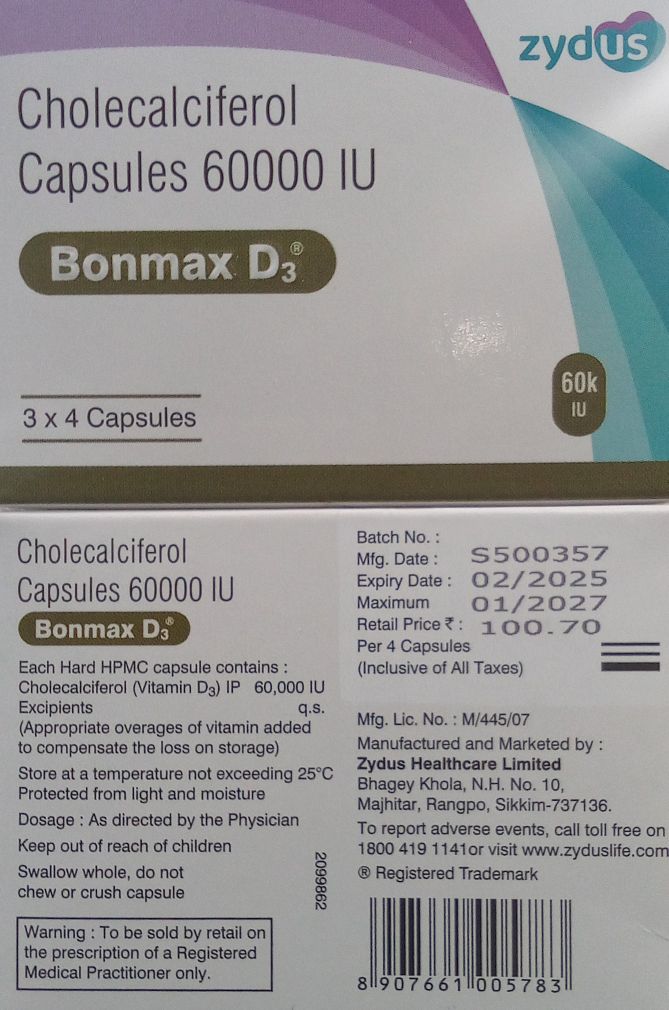 zydus
Cholecalciferol
Capsules 60000 IU
Bonmax D3®
60k
IU
3 x 4 Capsules
Cholecalciferol
Capsules 60000 IU
Bonmax D3®
Each Hard HPMC capsule contains :
Cholecalciferol (Vitamin D3) IP 60,000 IU
Excipients q.s.
(Appropriate overages of vitamin added
to compensate the loss on storage)
Store at a temperature not exceeding 25°C
Protected from light and moisture
Dosage : As directed by the Physician
Keep out of reach of children
Swallow whole, do not
chew or crush capsule
2099862
Warning : To be sold by retail on
the prescription of a Registered
Medical Practitioner only.
Batch No. :
Mfg. Date : S500357
Expiry Date : 02/2025
Maximum 01/2027
Retail Price ₹ : 100.70
Per 4 Capsules
(Inclusive of All Taxes)
Mfg. Lic. No. : M/445/07
Manufactured and Marketed by :
Zydus Healthcare Limited
Bhagey Khola, N.H. No. 10,
Majhitar, Rangpo, Sikkim-737136.
To report adverse events, call toll free on
1800 419 1141or visit www.zyduslife.com
® Registered Trademark
8 907661 005783